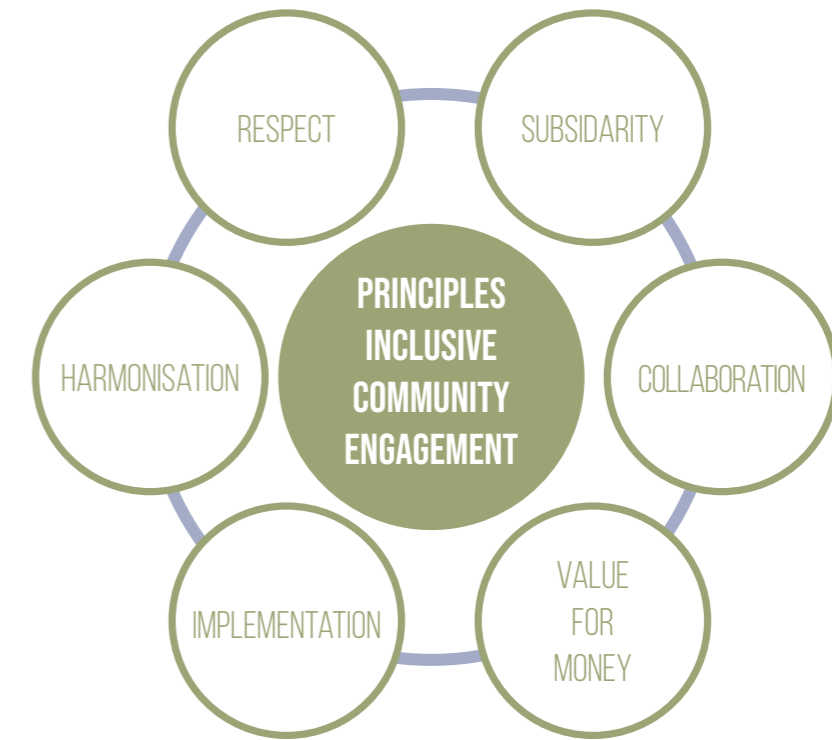 RESPECT
SUBSIDARITY
HARMONISATION
PRINCIPLES
INCLUSIVE
COMMUNITY
ENGAGEMENT
COLLABORATION
IMPLEMENTATION
VALUE
FOR
MONEY